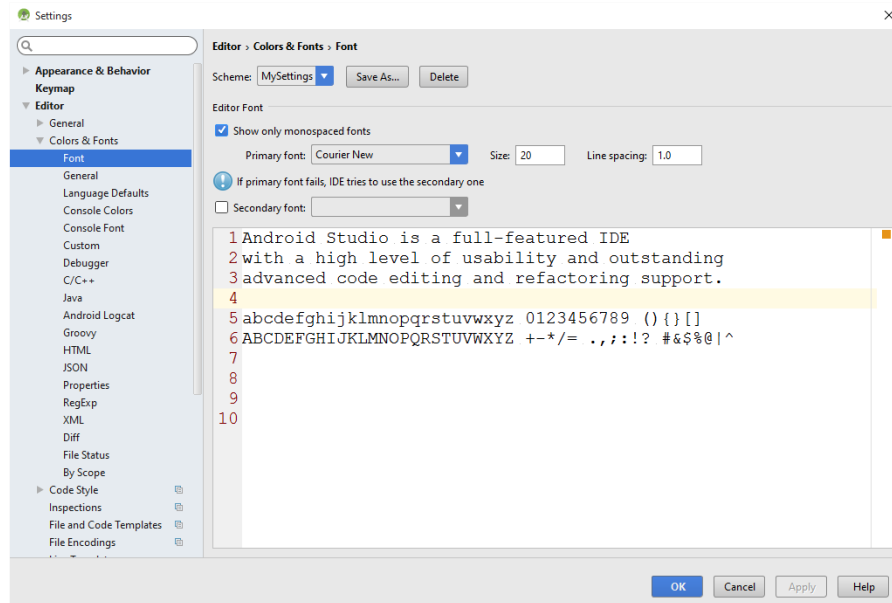 Settings
Appearance & Behavior
Keymap
Editor
General
Colors & Fonts
Font
General
Language Defaults
Console Colors
Console Font
Custom
Debugger
C/C++
Java
Android Logcat
Groovy
HTML
JSON
Properties
RegExp
XML
Diff
File Status
By Scope
Code Style
Inspections
File and Code Templates
File Encodings
Editor › Colors & Fonts › Font
Scheme: MySettings Save As... Delete
Editor Font
Show only monospaced fonts
Primary font: Courier New Size: 20 Line spacing: 1.0
If primary font fails, IDE tries to use the secondary one
Secondary font:
1 Android Studio is a full-featured IDE
2 with a high level of usability and outstanding
3 advanced code editing and refactoring support.
4
5 abcdefghijklmnopqrstuvwxyz 0123456789 (){}[]
6 ABCDEFGHIJKLMNOPQRSTUVWXYZ +-*/= .,;:!? #&$%@|^
7
8
9
10
OK Cancel Apply Help